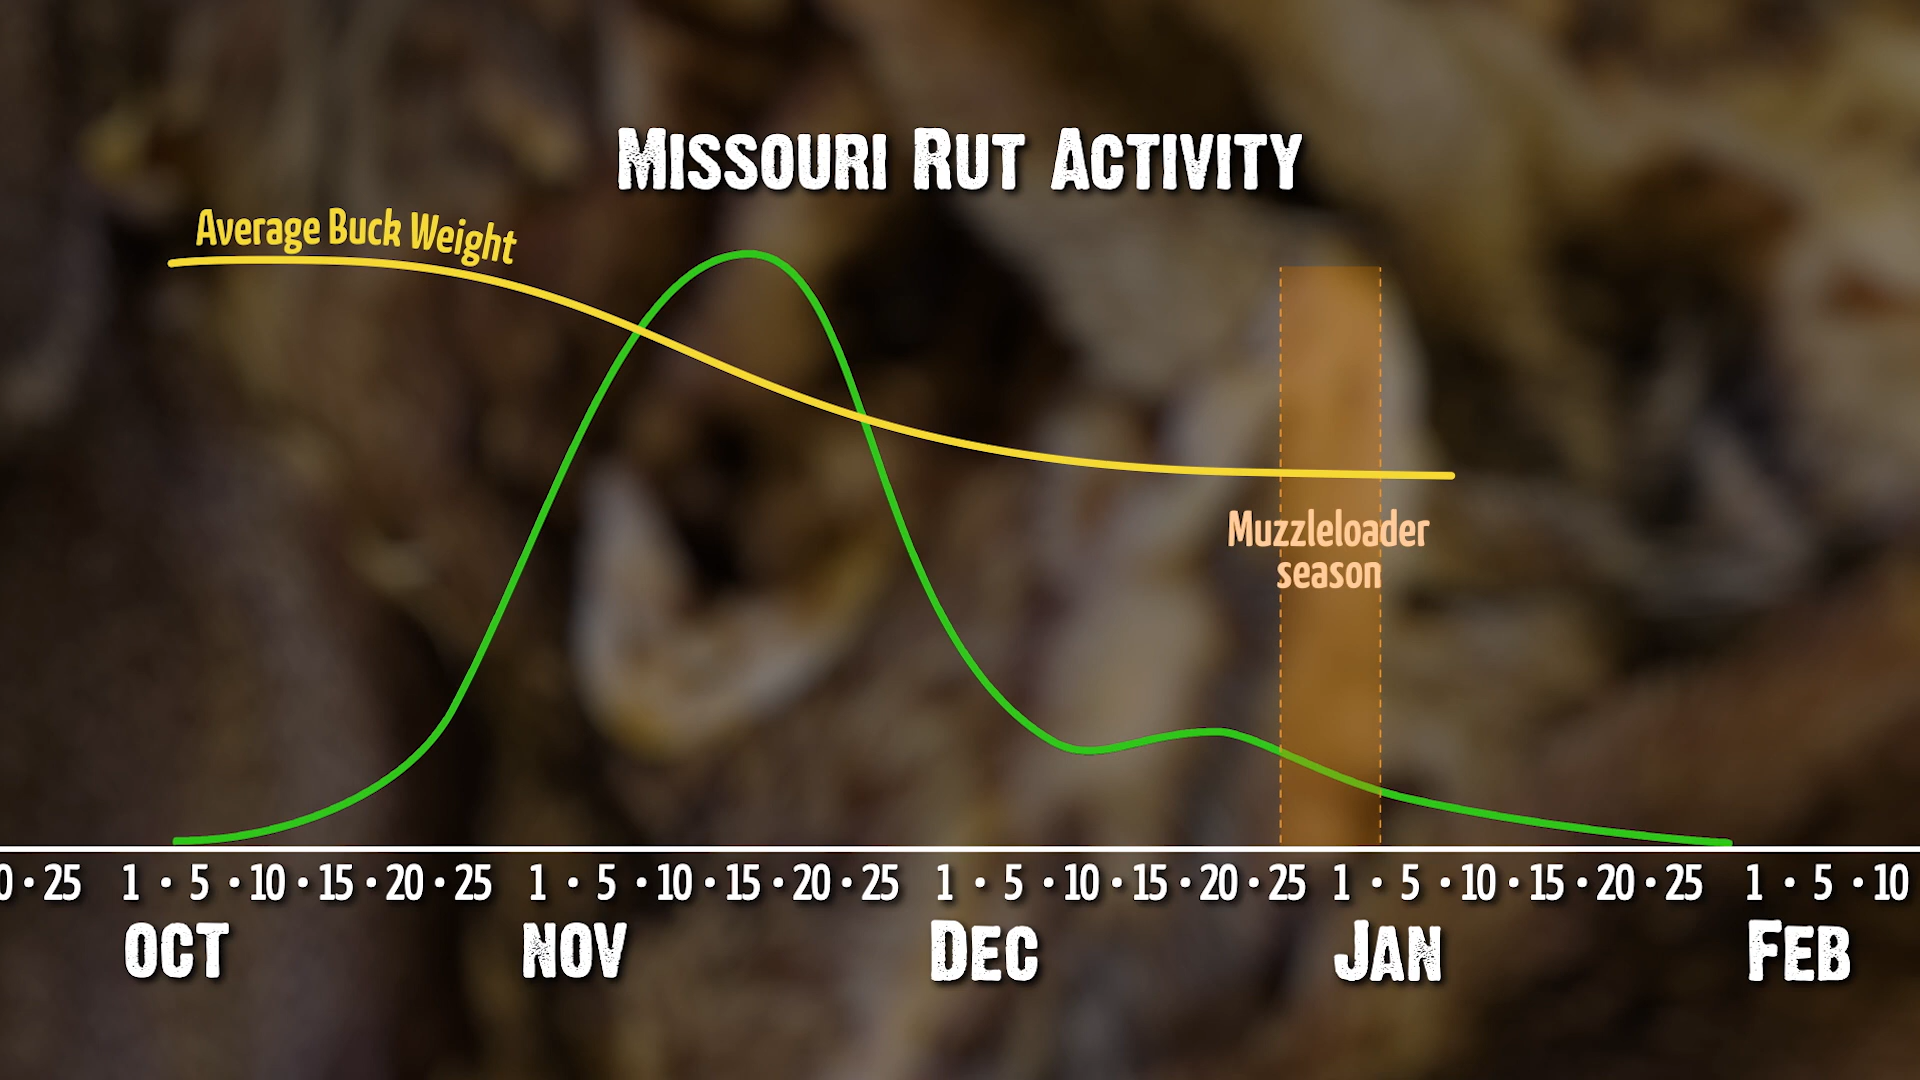 Missouri Rut Activity
Average Buck Weight
Muzzleloader
season
0 · 25 1 · 5 · 10 · 15 · 20 · 25 1 · 5 · 10 · 15 · 20 · 25 1 · 5 · 10 · 15 · 20 · 25 1 · 5 · 10 · 15 · 20 · 25 1 · 5 · 10
OCT NOV DEC JAN FEB